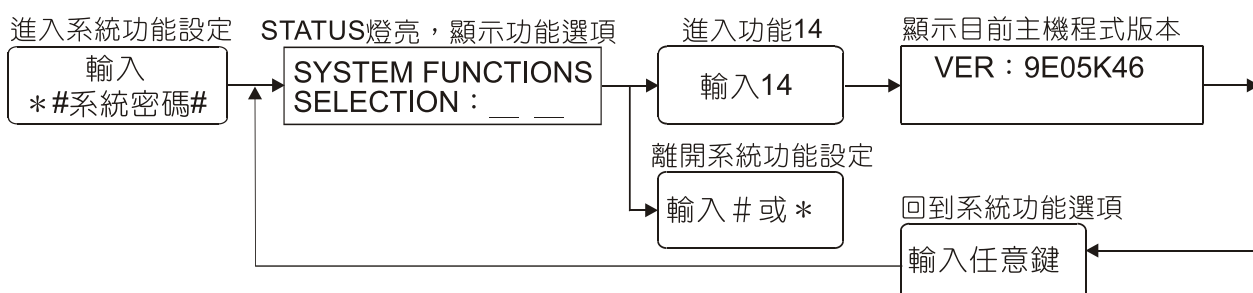 進入系統功能設定
輸入
＊#系統密碼#
STATUS燈亮，顯示功能選項
SYSTEM FUNCTIONS
SELECTION：__ __
進入功能14
輸入14
顯示目前主機程式版本
VER：9E05K46
離開系統功能設定
輸入＃或＊
回到系統功能選項
輸入任意鍵